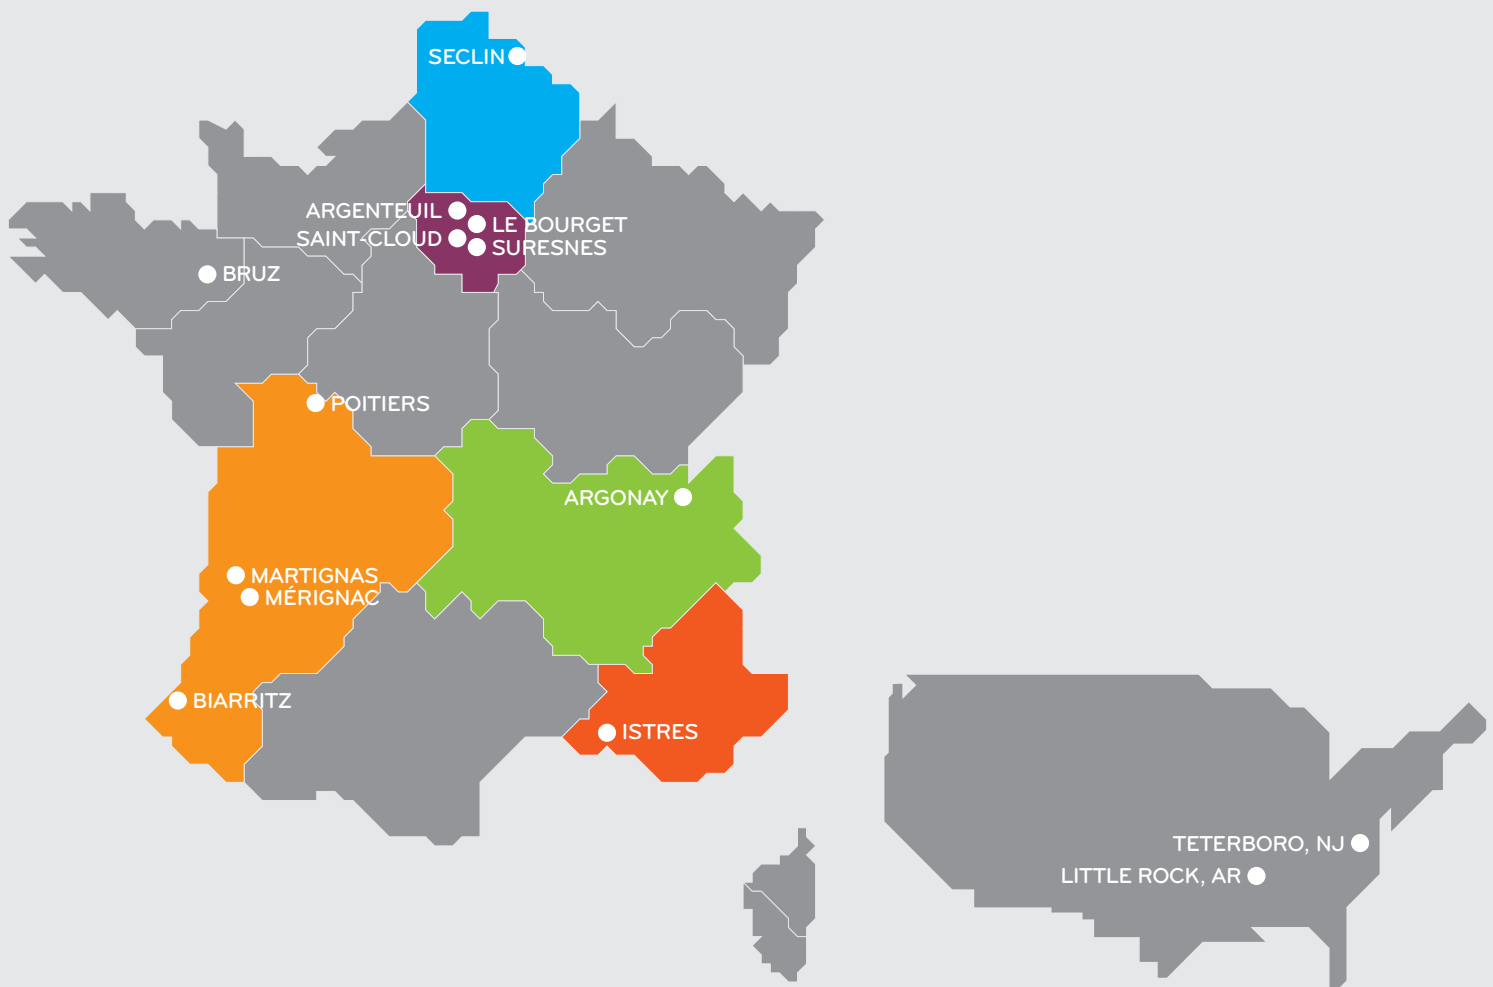 SECLIN
ARGENTEUIL
LE BOURGET
SAINT-CLOUD
SURESNES
BRUZ
POITIERS
ARGONAY
MARTIGNAS
MÉRIGNAC
BIARRITZ
ISTRES
TETERBORO, NJ
LITTLE ROCK, AR